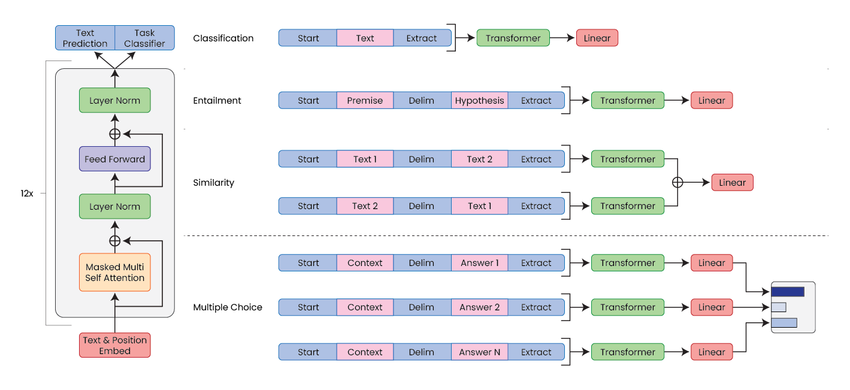 Text
Prediction
Task
Classifier
Layer Norm
Feed Forward
Layer Norm
Masked Multi
Self Attention
Text & Position
Embed
12x
Classification
Start Text Extract Transformer Linear
Entailment
Start Premise Delim Hypothesis Extract Transformer Linear
Similarity
Start Text 1 Delim Text 2 Extract Transformer
Linear
Start Text 2 Delim Text 1 Extract Transformer
Multiple Choice
Start Context Delim Answer 1 Extract Transformer Linear
Start Context Delim Answer 2 Extract Transformer Linear
Start Context Delim Answer N Extract Transformer Linear